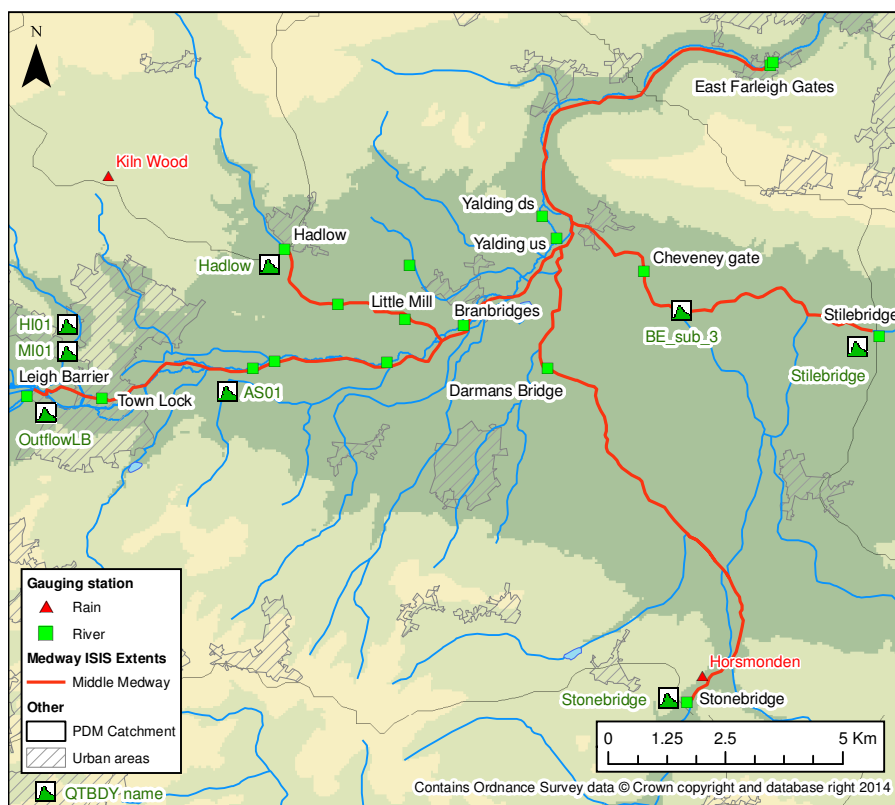 N
East Farleigh Gates
Kiln Wood
Yalding ds
Hadlow
Yalding us
Cheveney gate
Hadlow
Little Mill
Branbridges
Stilebridge
HI01
BE_sub_3
MI01
Leigh Barrier
Stilebridge
Town Lock
AS01
Darmans Bridge
OutflowLB
Gauging station
Rain
River
Medway ISIS Extents
Middle Medway
Other
PDM Catchment
Urban areas
QTBDY name
Horsmonden
Stonebridge
Stonebridge
0 1.25 2.5 5 Km
Contains Ordnance Survey data © Crown copyright and database right 2014